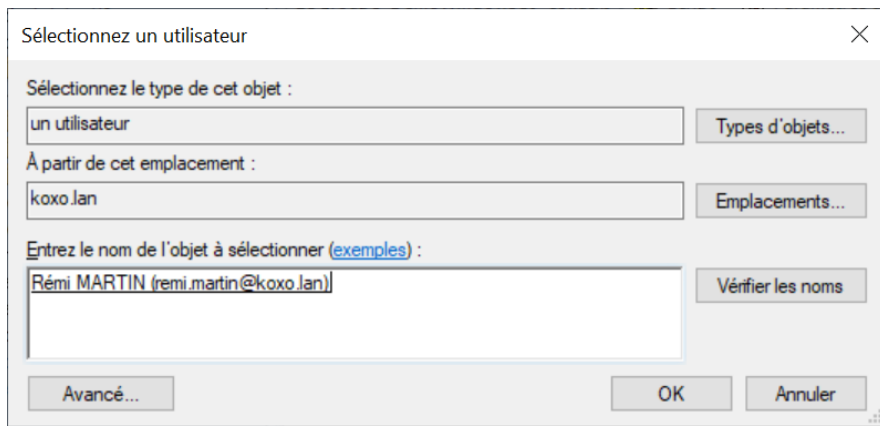 Sélectionnez un utilisateur
Sélectionnez le type de cet objet :
un utilisateur
Types d'objets...
À partir de cet emplacement :
koxo.lan
Emplacements...
Entrez le nom de l'objet à sélectionner (exemples) :
Rémi MARTIN (remi.martin@koxo.lan)
Vérifier les noms
Avancé...
OK
Annuler